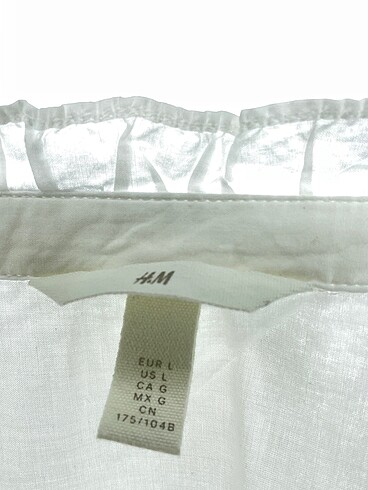 H&M
EUR L
US L
CA G
MX G
CN
175/104B